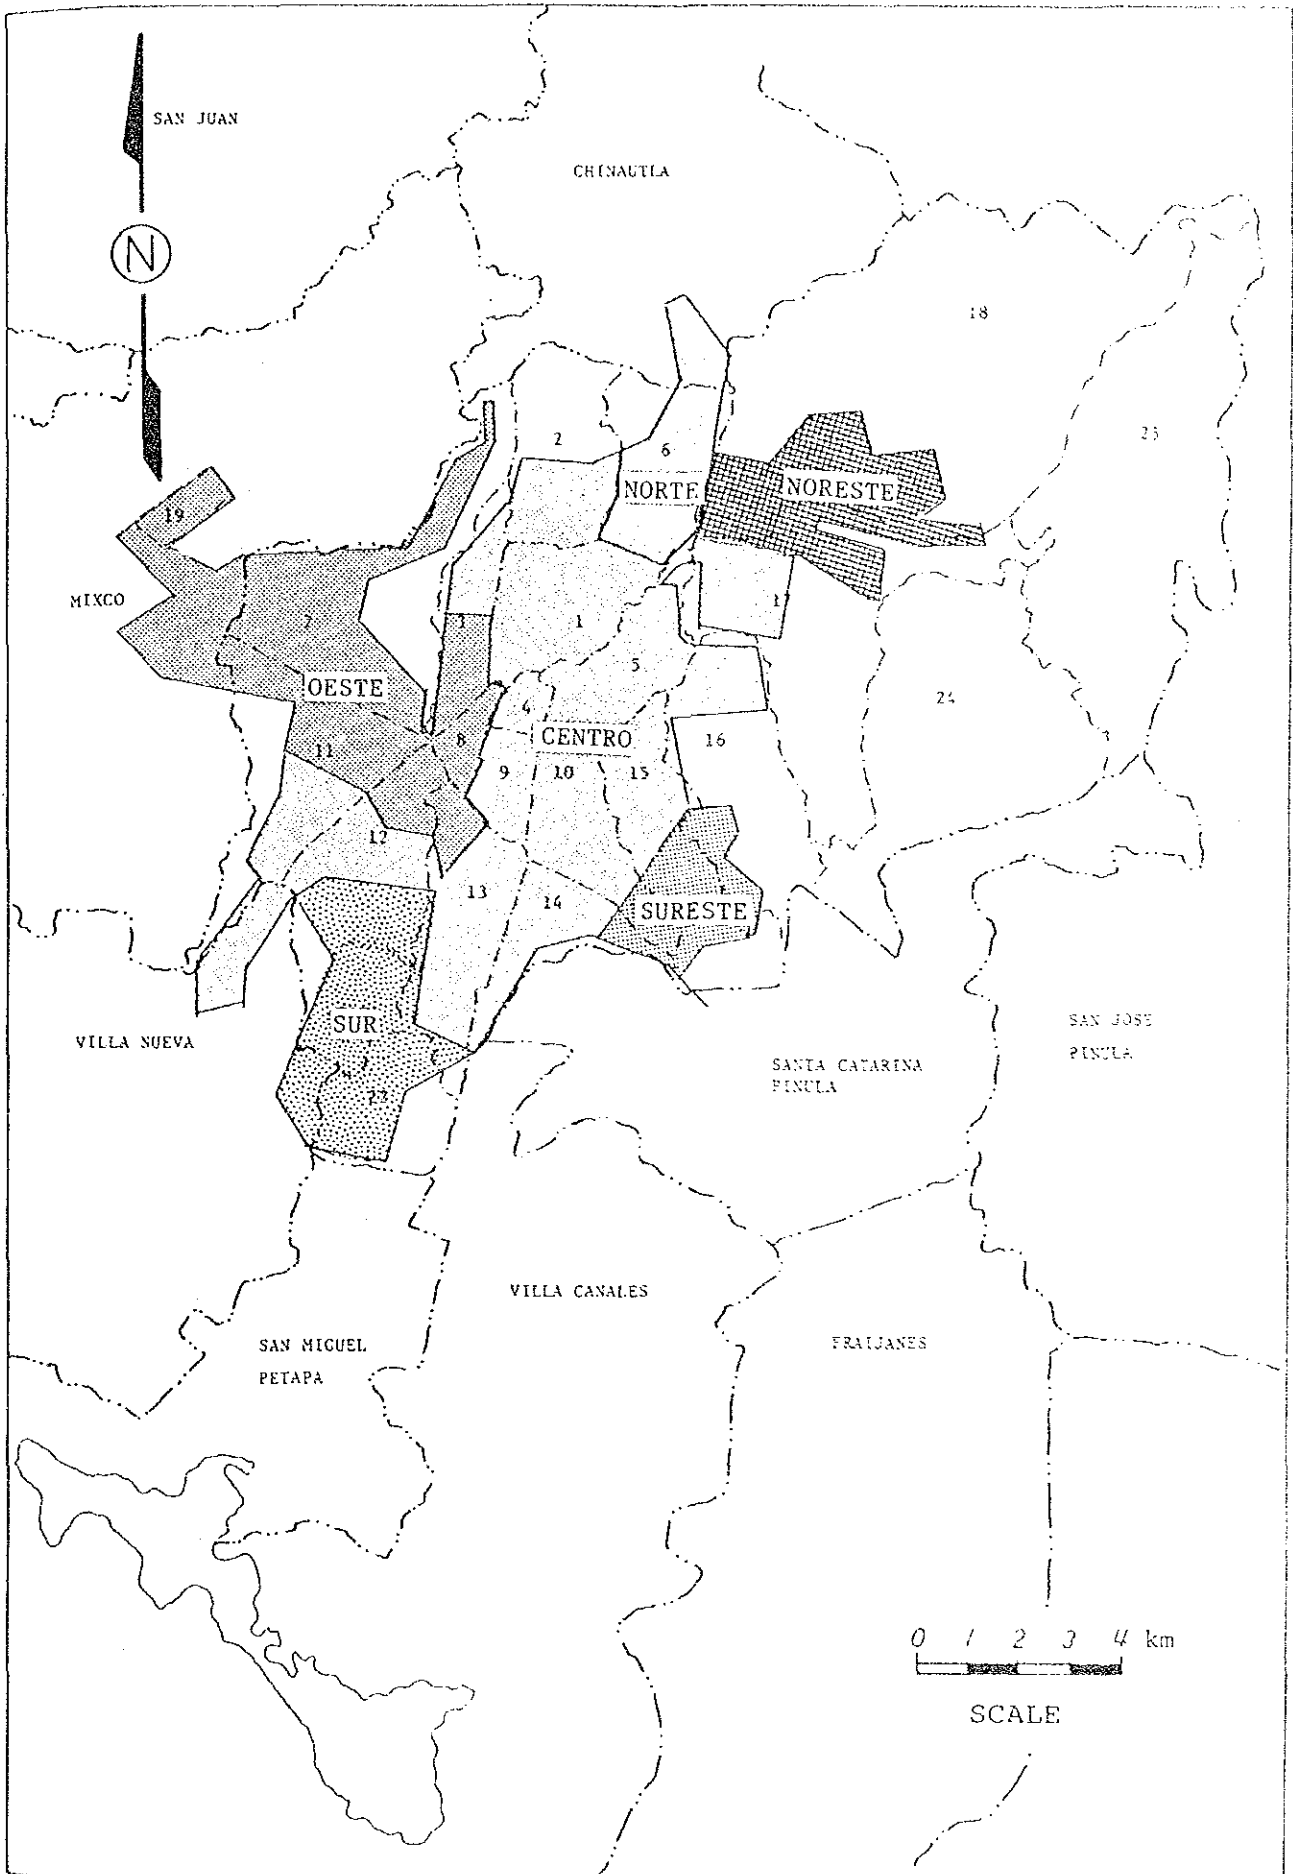 SAN JUAN
CHINAUTLA
N
18
2
25
6
NORTE
NORESTE
19
MIXCO
7
1
1
17
5
OESTE
4
24
CENTRO
8
16
11
9
10
15
12
13
14
SURESTE
SUR
VILLA NUEVA
SAN JOSE
PINULA
SANTA CATARINA
PINULA
VILLA CANALES
SAN MIGUEL
PETAPA
FRAIJANES
0 1 2 3 4 km
SCALE